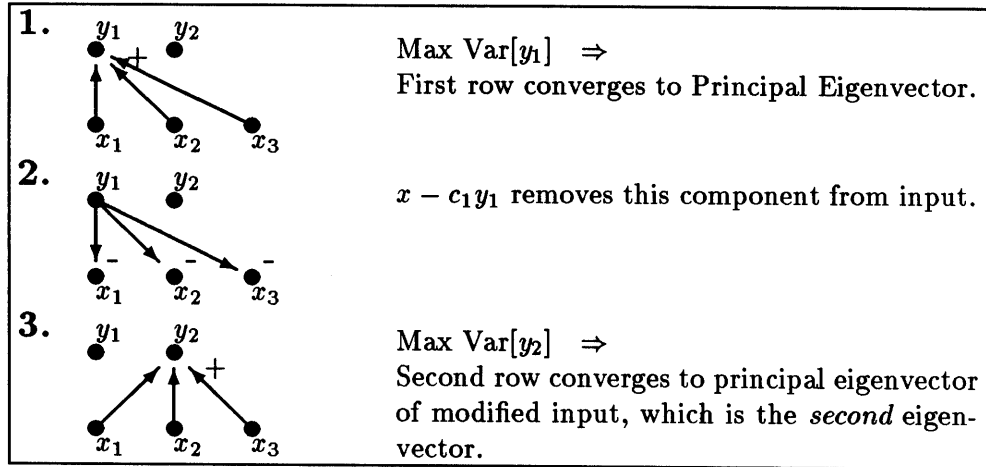 1.
y₁ y₂
+
x₁ x₂ x₃
Max Var[y₁] ⇒
First row converges to Principal Eigenvector.
2.
y₁ y₂
- - -
x₁ x₂ x₃
x − c₁y₁ removes this component from input.
3.
y₁ y₂
+
x₁ x₂ x₃
Max Var[y₂] ⇒
Second row converges to principal eigenvector
of modified input, which is the second eigen-
vector.